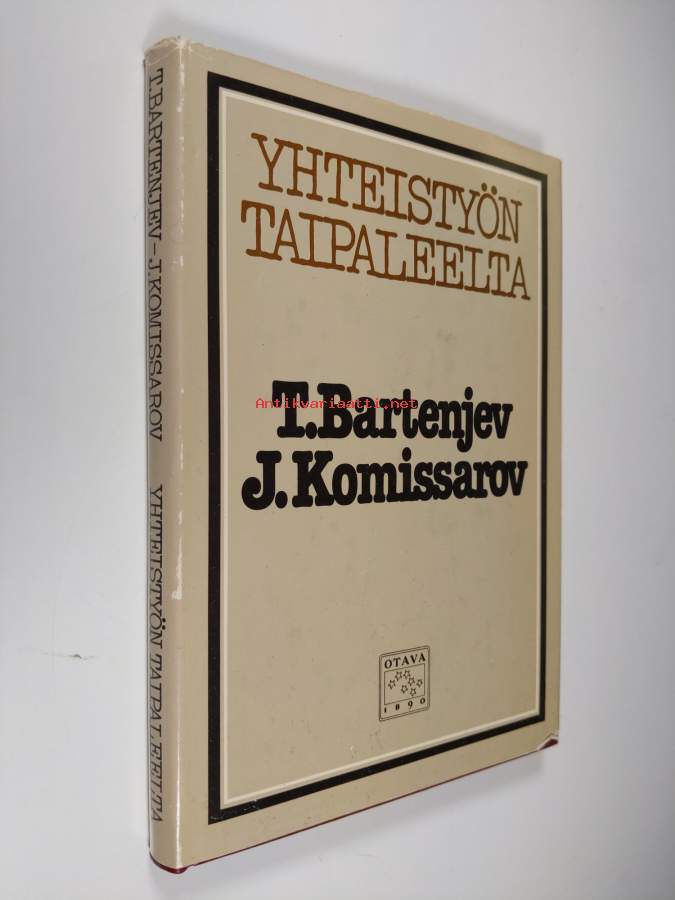 T.BARTENJEV – J.KOMISSAROV YHTEISTYÖN TAIPALEELTA
YHTEISTYÖN
TAIPALEELTA
Antikvariaatti.net
T.Bartenjev
J.Komissarov
OTAVA
1890